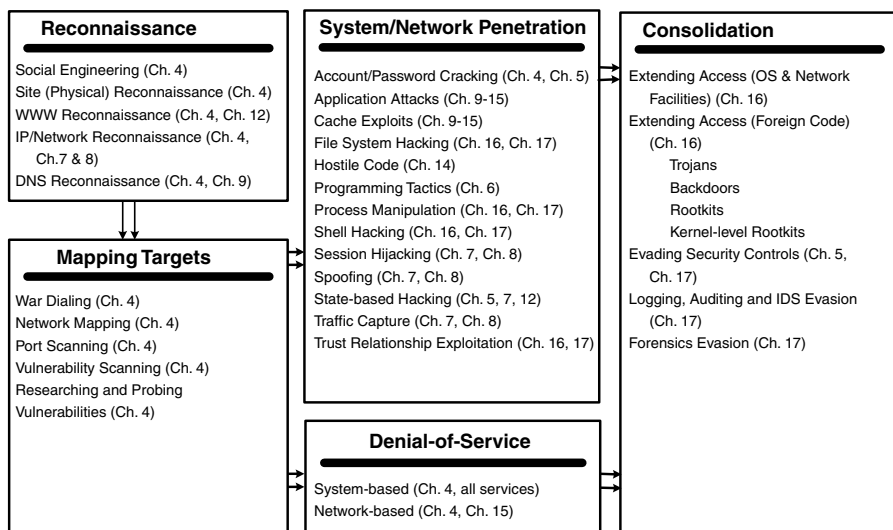 Reconnaissance
Social Engineering (Ch. 4)
Site (Physical) Reconnaissance (Ch. 4)
WWW Reconnaissance (Ch. 4, Ch. 12)
IP/Network Reconnaissance (Ch. 4,
Ch.7 & 8)
DNS Reconnaissance (Ch. 4, Ch. 9)
Mapping Targets
War Dialing (Ch. 4)
Network Mapping (Ch. 4)
Port Scanning (Ch. 4)
Vulnerability Scanning (Ch. 4)
Researching and Probing
Vulnerabilities (Ch. 4)
System/Network Penetration
Account/Password Cracking (Ch. 4, Ch. 5)
Application Attacks (Ch. 9-15)
Cache Exploits (Ch. 9-15)
File System Hacking (Ch. 16, Ch. 17)
Hostile Code (Ch. 14)
Programming Tactics (Ch. 6)
Process Manipulation (Ch. 16, Ch. 17)
Shell Hacking (Ch. 16, Ch. 17)
Session Hijacking (Ch. 7, Ch. 8)
Spoofing (Ch. 7, Ch. 8)
State-based Hacking (Ch. 5, 7, 12)
Traffic Capture (Ch. 7, Ch. 8)
Trust Relationship Exploitation (Ch. 16, 17)
Denial-of-Service
System-based (Ch. 4, all services)
Network-based (Ch. 4, Ch. 15)
Consolidation
Extending Access (OS & Network
Facilities) (Ch. 16)
Extending Access (Foreign Code)
(Ch. 16)
Trojans
Backdoors
Rootkits
Kernel-level Rootkits
Evading Security Controls (Ch. 5,
Ch. 17)
Logging, Auditing and IDS Evasion
(Ch. 17)
Forensics Evasion (Ch. 17)